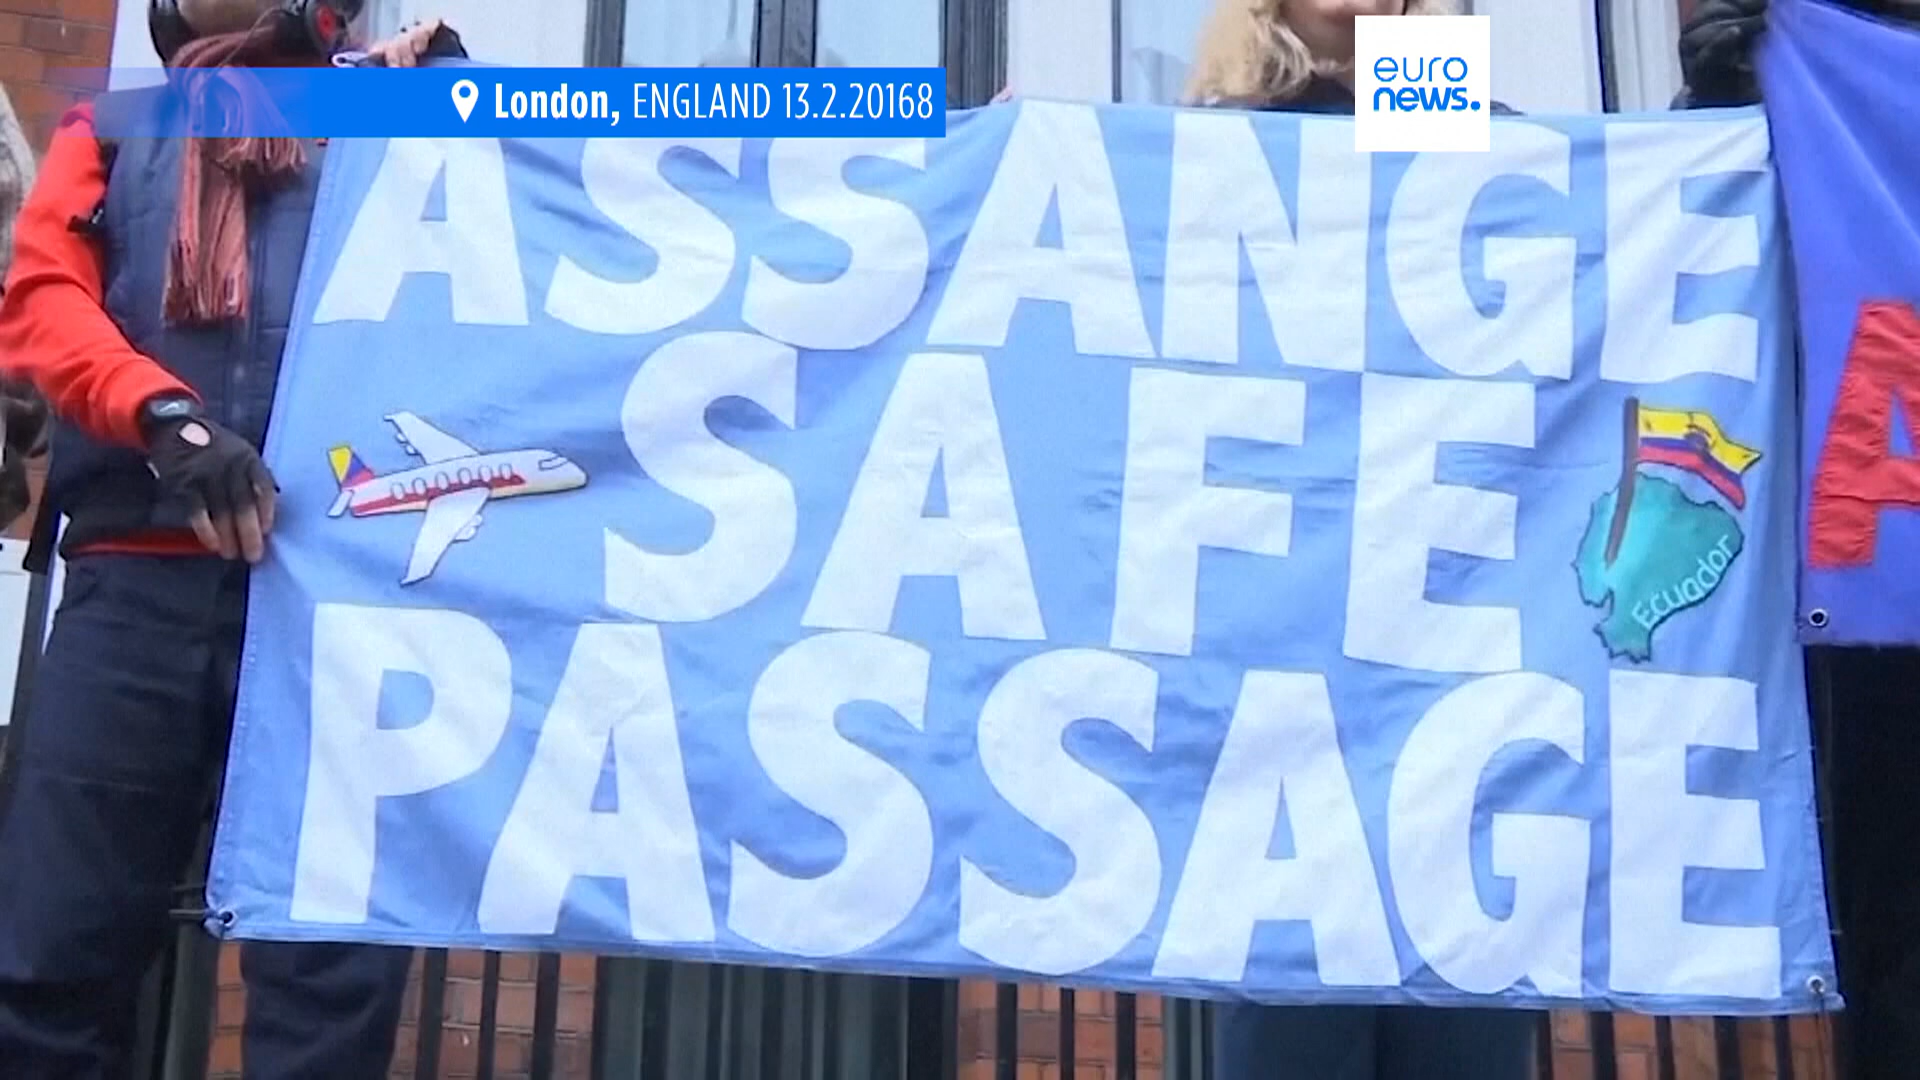 London, ENGLAND 13.2.20168
euro
news.
ASSANGE
SAFE
PASSAGE
Ecuador
A